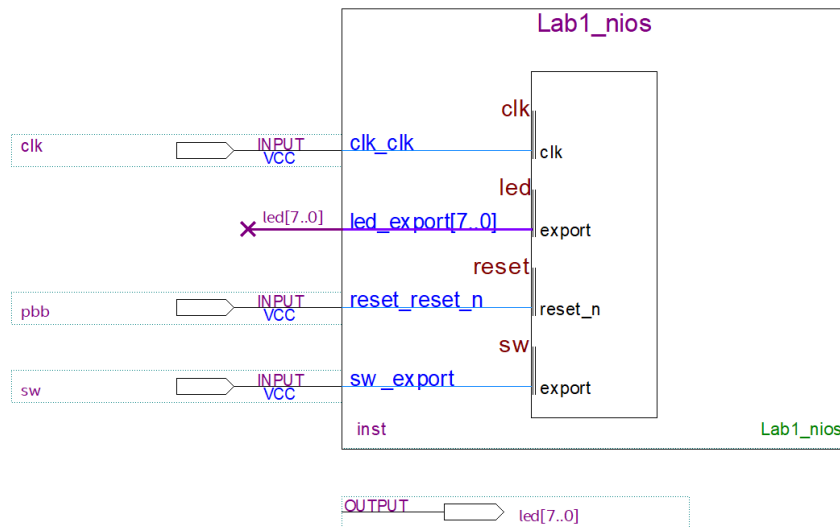 Lab1_nios
clk
clk INPUT VCC clk_clk clk
led
led[7..0] led_export[7..0] export
reset
pbb INPUT VCC reset_reset_n reset_n
sw
sw INPUT VCC sw_export export
inst Lab1_nios
OUTPUT led[7..0]